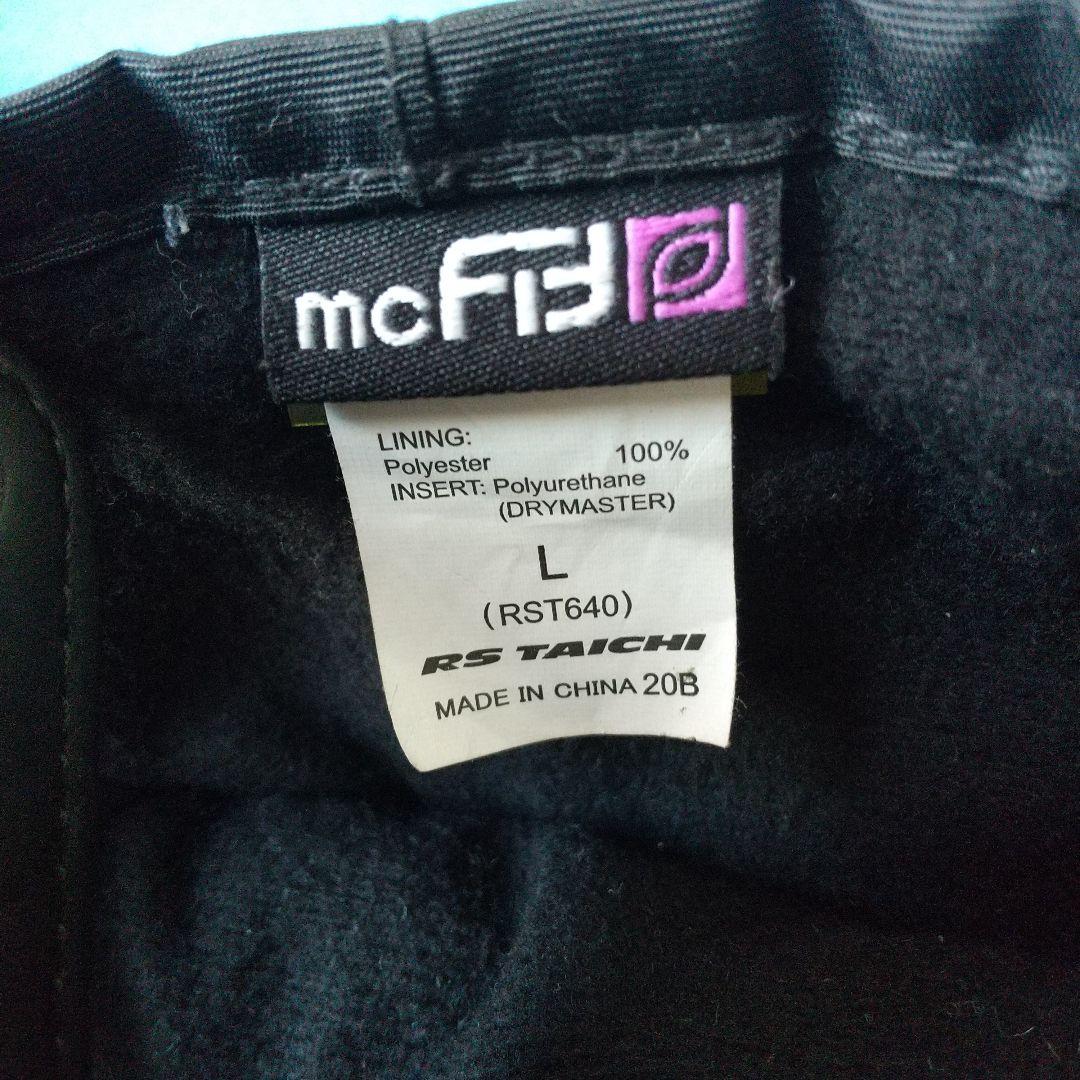 mcFit
LINING:
Polyester 100%
INSERT: Polyurethane
(DRYMASTER)
L
(RST640)
RS TAICHI
MADE IN CHINA 20B